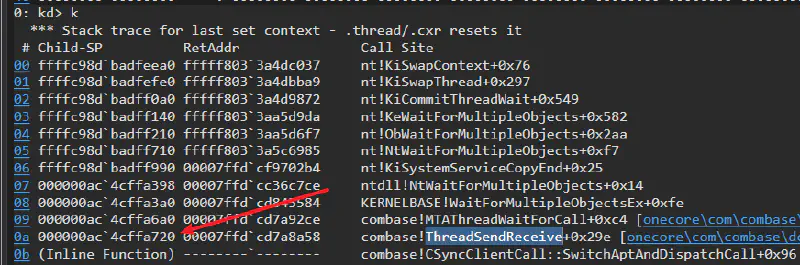 0: kd> k
*** Stack trace for last set context - .thread/.cxr resets it
# Child-SP RetAddr Call Site
00 ffffc98d`badfeea0 fffff803`3a4dc037 nt!KiSwapContext+0x76
01 ffffc98d`badfefe0 fffff803`3a4dbba9 nt!KiSwapThread+0x297
02 ffffc98d`badff0a0 fffff803`3a4d9872 nt!KiCommitThreadWait+0x549
03 ffffc98d`badff140 fffff803`3aa5d9da nt!KeWaitForMultipleObjects+0x582
04 ffffc98d`badff210 fffff803`3aa5d6f7 nt!ObWaitForMultipleObjects+0x2aa
05 ffffc98d`badff710 fffff803`3a5c6985 nt!NtWaitForMultipleObjects+0xf7
06 ffffc98d`badff990 00007ffd`cf9702b4 nt!KiSystemServiceCopyEnd+0x25
07 000000ac`4cffa398 00007ffd`cc36c7ce ntdll!NtWaitForMultipleObjects+0x14
08 000000ac`4cffa3a0 00007ffd`cd843584 KERNELBASE!WaitForMultipleObjectsEx+0xfe
09 000000ac`4cffa6a0 00007ffd`cd7a92ce combase!MTAThreadWaitForCall+0xc4 [onecore\com\combase\
0a 000000ac`4cffa720 00007ffd`cd7a8a58 combase!ThreadSendReceive+0x29e [onecore\com\combase\
0b (Inline Function) --------`-------- combase!CSyncClientCall::SwitchAptAndDispatchCall+0x96